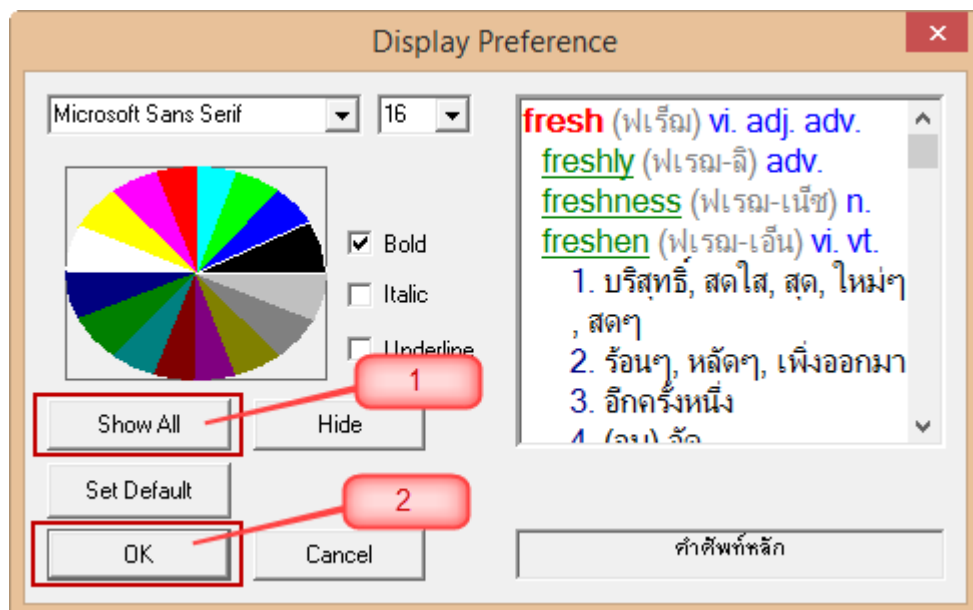 Display Preference
Microsoft Sans Serif
16
Bold
Italic
Underline
1
Show All
Hide
Set Default
2
OK
Cancel
fresh (ฟเร็ฌ) vi. adj. adv.
freshly (ฟเรฌ-ลิ) adv.
freshness (ฟเรฌ-เน็ซ) n.
freshen (ฟเรฌ-เอ็น) vi. vt.
1. บริสุทธิ์, สดใส, สุด, ใหม่ๆ
, สดๆ
2. ร้อนๆ, หลัดๆ, เพิ่งออกมา
3. อีกครั้งหนึ่ง
4.
คำศัพท์หลัก